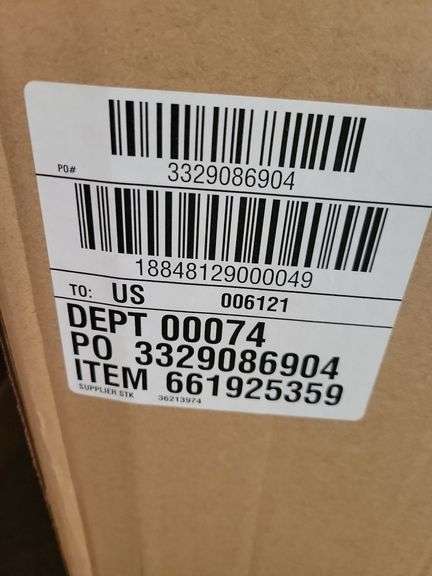 PO# 3329086904
18848129000049
TO: US 006121
DEPT 00074
PO 3329086904
ITEM 661925359
SUPPLIER STK 36213974